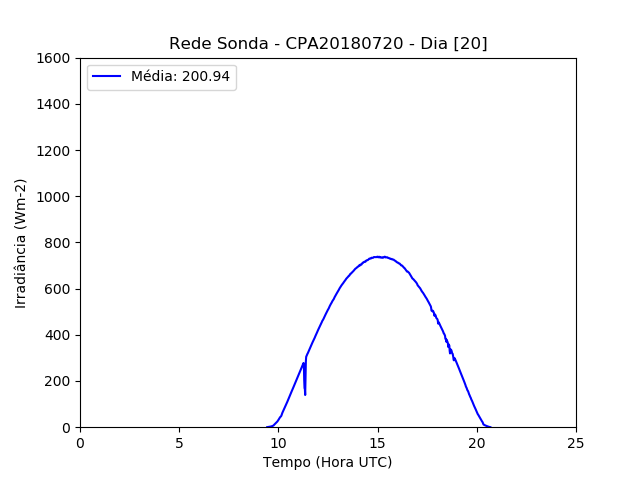 Rede Sonda - CPA20180720 - Dia [20]
Média: 200.94
Irradiância (Wm-2)
1600
1400
1200
1000
800
600
400
200
0
0 5 10 15 20 25
Tempo (Hora UTC)